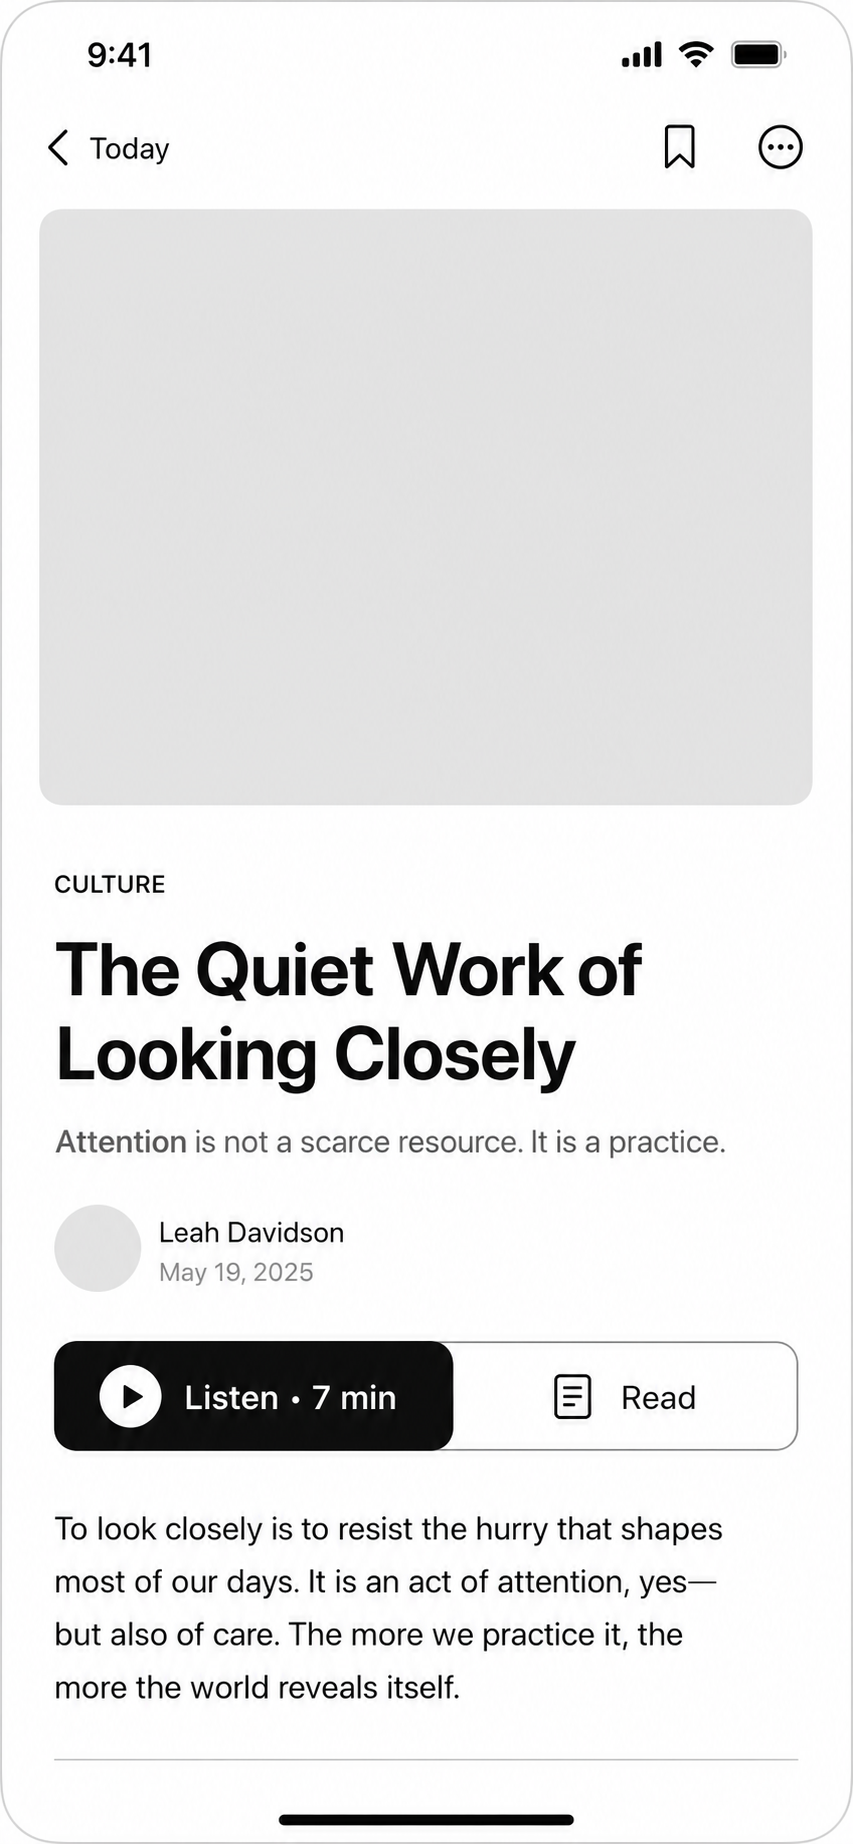 9:41
Today
CULTURE
The Quiet Work of
Looking Closely
Attention is not a scarce resource. It is a practice.
Leah Davidson
May 19, 2025
Listen • 7 min
Read
To look closely is to resist the hurry that shapes
most of our days. It is an act of attention, yes—
but also of care. The more we practice it, the
more the world reveals itself.